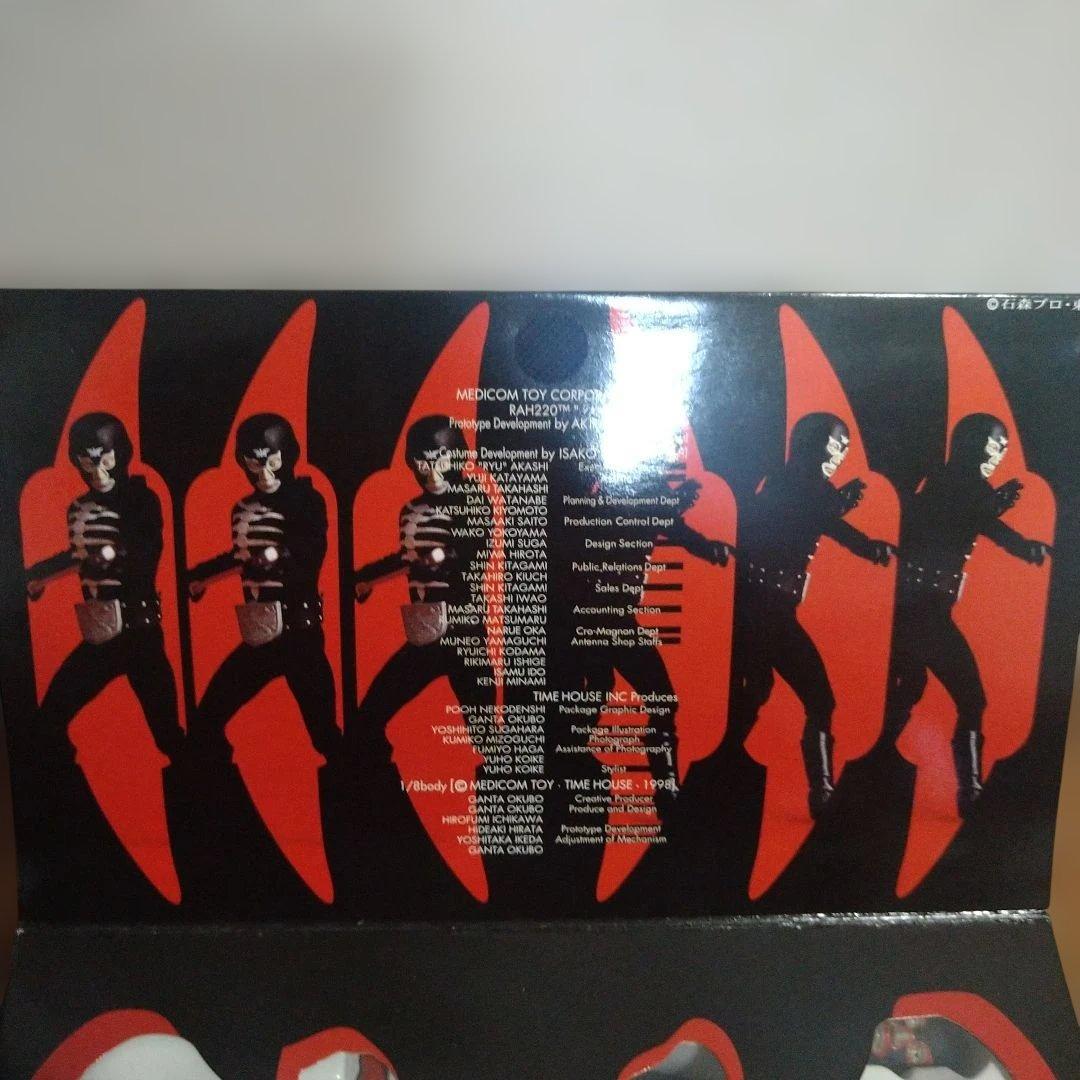 ©石森プロ・東
MEDICOM TOY
RAH220™
Prototype Development by
Costume Development by ISAKO
TATSUHIKO "RYU" AKASHI
YUJI KATAYAMA
MASARU TAKAHASHI
DAI WATANABE Planning & Development Dept
KATSUHIKO KIYOMOTO
MASAAKI SAITO Production Control Dept
WAKO YOKOYAMA
IZUMI SUGA Design Section
MIWA HIROTA
SHIN KITAGAMI Public,Relations Dept
TAKAHIRO KIUCH
SHIN KITAGAMI Sales Dept
TAKASHI IWAO
MASARU TAKAHASHI Accounting Section
RUMIKO MATSUMARU
NARUE OKA Cro-Magnon Dept
MUNEO YAMAGUCHI Antenna Shop Staffs
RYUICHI KODAMA
RIKIMARU ISHIGE
ISAMU IDO
KENJI MINAMI
TIME HOUSE INC Produces
POOH NEKODENSHI Package Graphic Design
GANTA OKUBO
YOSHIHITO SUGAHARA Package Illustration
KUMIKO MIZOGUCHI Photograph
FUMIYO HAGA Assistance of Photography
YUHO KOIKE
YUHO KOIKE Stylist
1/8body [© MEDICOM TOY · TIME HOUSE · 1998]
GANTA OKUBO Creative Producer
GANTA OKUBO Produce and Design
HIROFUMI ICHIKAWA
HIDEAKI HIRATA Prototype Development
YOSHITAKA IKEDA Adjustment of Mechanism
GANTA OKUBO